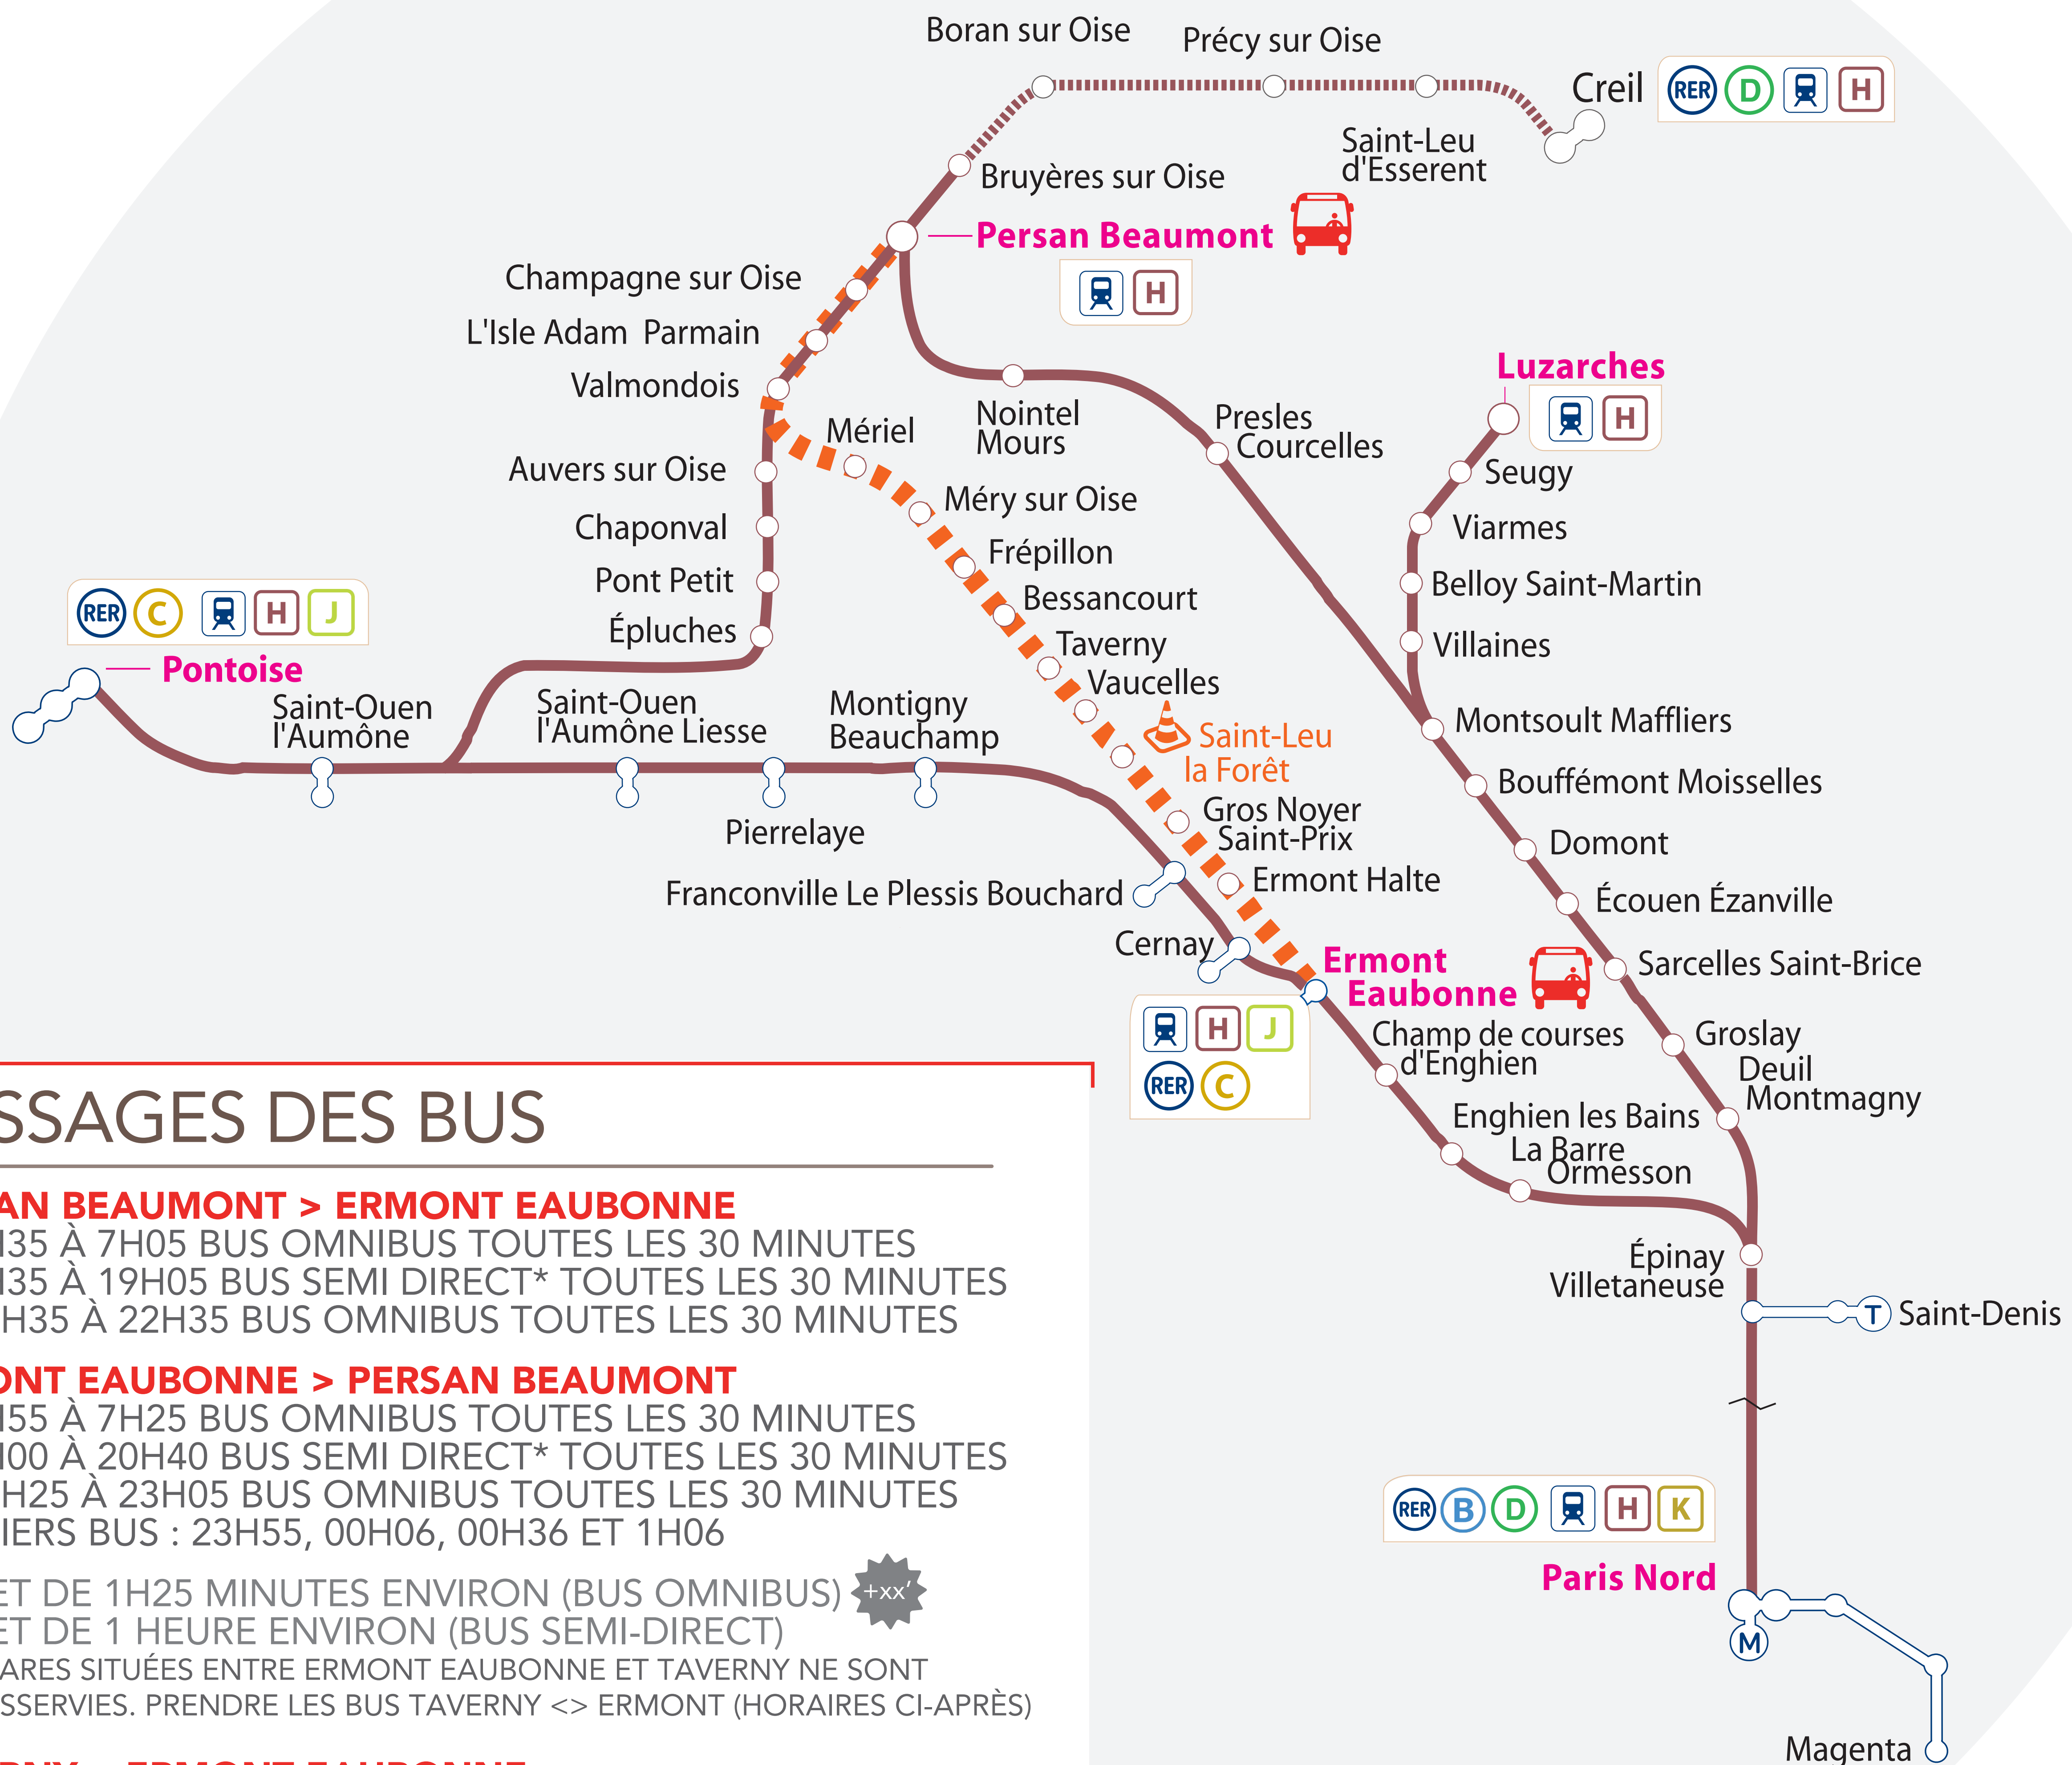 Boran sur Oise
Précy sur Oise
Creil
RER D H
Saint-Leu
d'Esserent
Bruyères sur Oise
Persan Beaumont
H
Champagne sur Oise
L'Isle Adam Parmain
Valmondois
Nointel
Mours
Presles
Courcelles
Luzarches
H
Mériel
Auvers sur Oise
Seugy
Méry sur Oise
Chaponval
Viarmes
Frépillon
Pont Petit
Belloy Saint-Martin
Bessancourt
RER C H J
Épluches
Taverny
Villaines
Pontoise
Vaucelles
Saint-Ouen
l'Aumône
Saint-Ouen
l'Aumône Liesse
Montigny
Beauchamp
Saint-Leu
la Forêt
Montsoult Maffliers
Bouffémont Moisselles
Pierrelaye
Gros Noyer
Saint-Prix
Domont
Franconville Le Plessis Bouchard
Ermont Halte
Écouen Ézanville
Cernay
Ermont
Eaubonne
Sarcelles Saint-Brice
H J
RER C
Champ de courses
d'Enghien
Groslay
Deuil
Montmagny
Enghien les Bains
La Barre
Ormesson
Épinay
Villetaneuse
T Saint-Denis
RER B D H K
Paris Nord
M
Magenta
SSAGES DES BUS
AN BEAUMONT > ERMONT EAUBONNE
H35 À 7H05 BUS OMNIBUS TOUTES LES 30 MINUTES
H35 À 19H05 BUS SEMI DIRECT* TOUTES LES 30 MINUTES
H35 À 22H35 BUS OMNIBUS TOUTES LES 30 MINUTES
ONT EAUBONNE > PERSAN BEAUMONT
H55 À 7H25 BUS OMNIBUS TOUTES LES 30 MINUTES
H00 À 20H40 BUS SEMI DIRECT* TOUTES LES 30 MINUTES
H25 À 23H05 BUS OMNIBUS TOUTES LES 30 MINUTES
IERS BUS : 23H55, 00H06, 00H36 ET 1H06
ET DE 1H25 MINUTES ENVIRON (BUS OMNIBUS) +xx'
ET DE 1 HEURE ENVIRON (BUS SEMI-DIRECT)
ARES SITUÉES ENTRE ERMONT EAUBONNE ET TAVERNY NE SONT
SSERVIES. PRENDRE LES BUS TAVERNY <> ERMONT (HORAIRES CI-APRÈS)